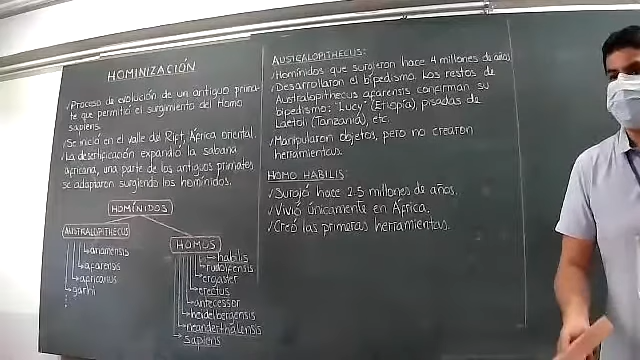 HOMINIZACIÓN
✓Proceso de evolución de un antiguo prima-
te que permitió el surgimiento del Homo
sapiens.
✓Se inició en el valle del Rift, África oriental.
✓La desertificación expandió la sabana
africana, una parte de los antiguos primates
se adaptaron surgiendo los homínidos.
HOMÍNIDOS
AUSTRALOPITHECUS
anamensis
afarensis
africanus
garhi
HOMOS
habilis
rudolfensis
ergaster
erectus
antecessor
heidelbergensis
neanderthalensis
sapiens
AUSTRALOPITHECUS:
✓Homínidos que surgieron hace 4 millones de años
✓Desarrollaron el bipedismo. Los restos de
Australopithecus afarensis confirman su
bipedismo: "Lucy" (Etiopía), pisadas de
Laetoli (Tanzania), etc.
✓Manipularon objetos, pero no crearon
herramientas.
HOMO HABILIS:
✓Surgió hace 2.5 millones de años.
✓Vivió únicamente en África.
✓Creó las primeras herramientas.